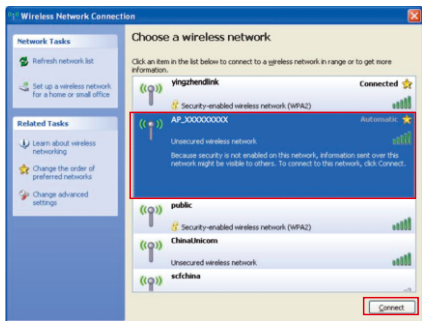 Wireless Network Connection
Network Tasks
Refresh network list
Set up a wireless network
for a home or small office
Related Tasks
Learn about wireless
networking
Change the order of
preferred networks
Change advanced
settings
Choose a wireless network
Click an item in the list below to connect to a wireless network in range or to get more
information.
yingzhendlink Connected
Security-enabled wireless network (WPA2)
AP_XXXXXXXXX Automatic
Unsecured wireless network
Because security is not enabled on this network, information sent over this
network might be visible to others. To connect to this network, click Connect.
public
Security-enabled wireless network (WPA2)
ChinaUnicom
Unsecured wireless network
scfchina
Connect